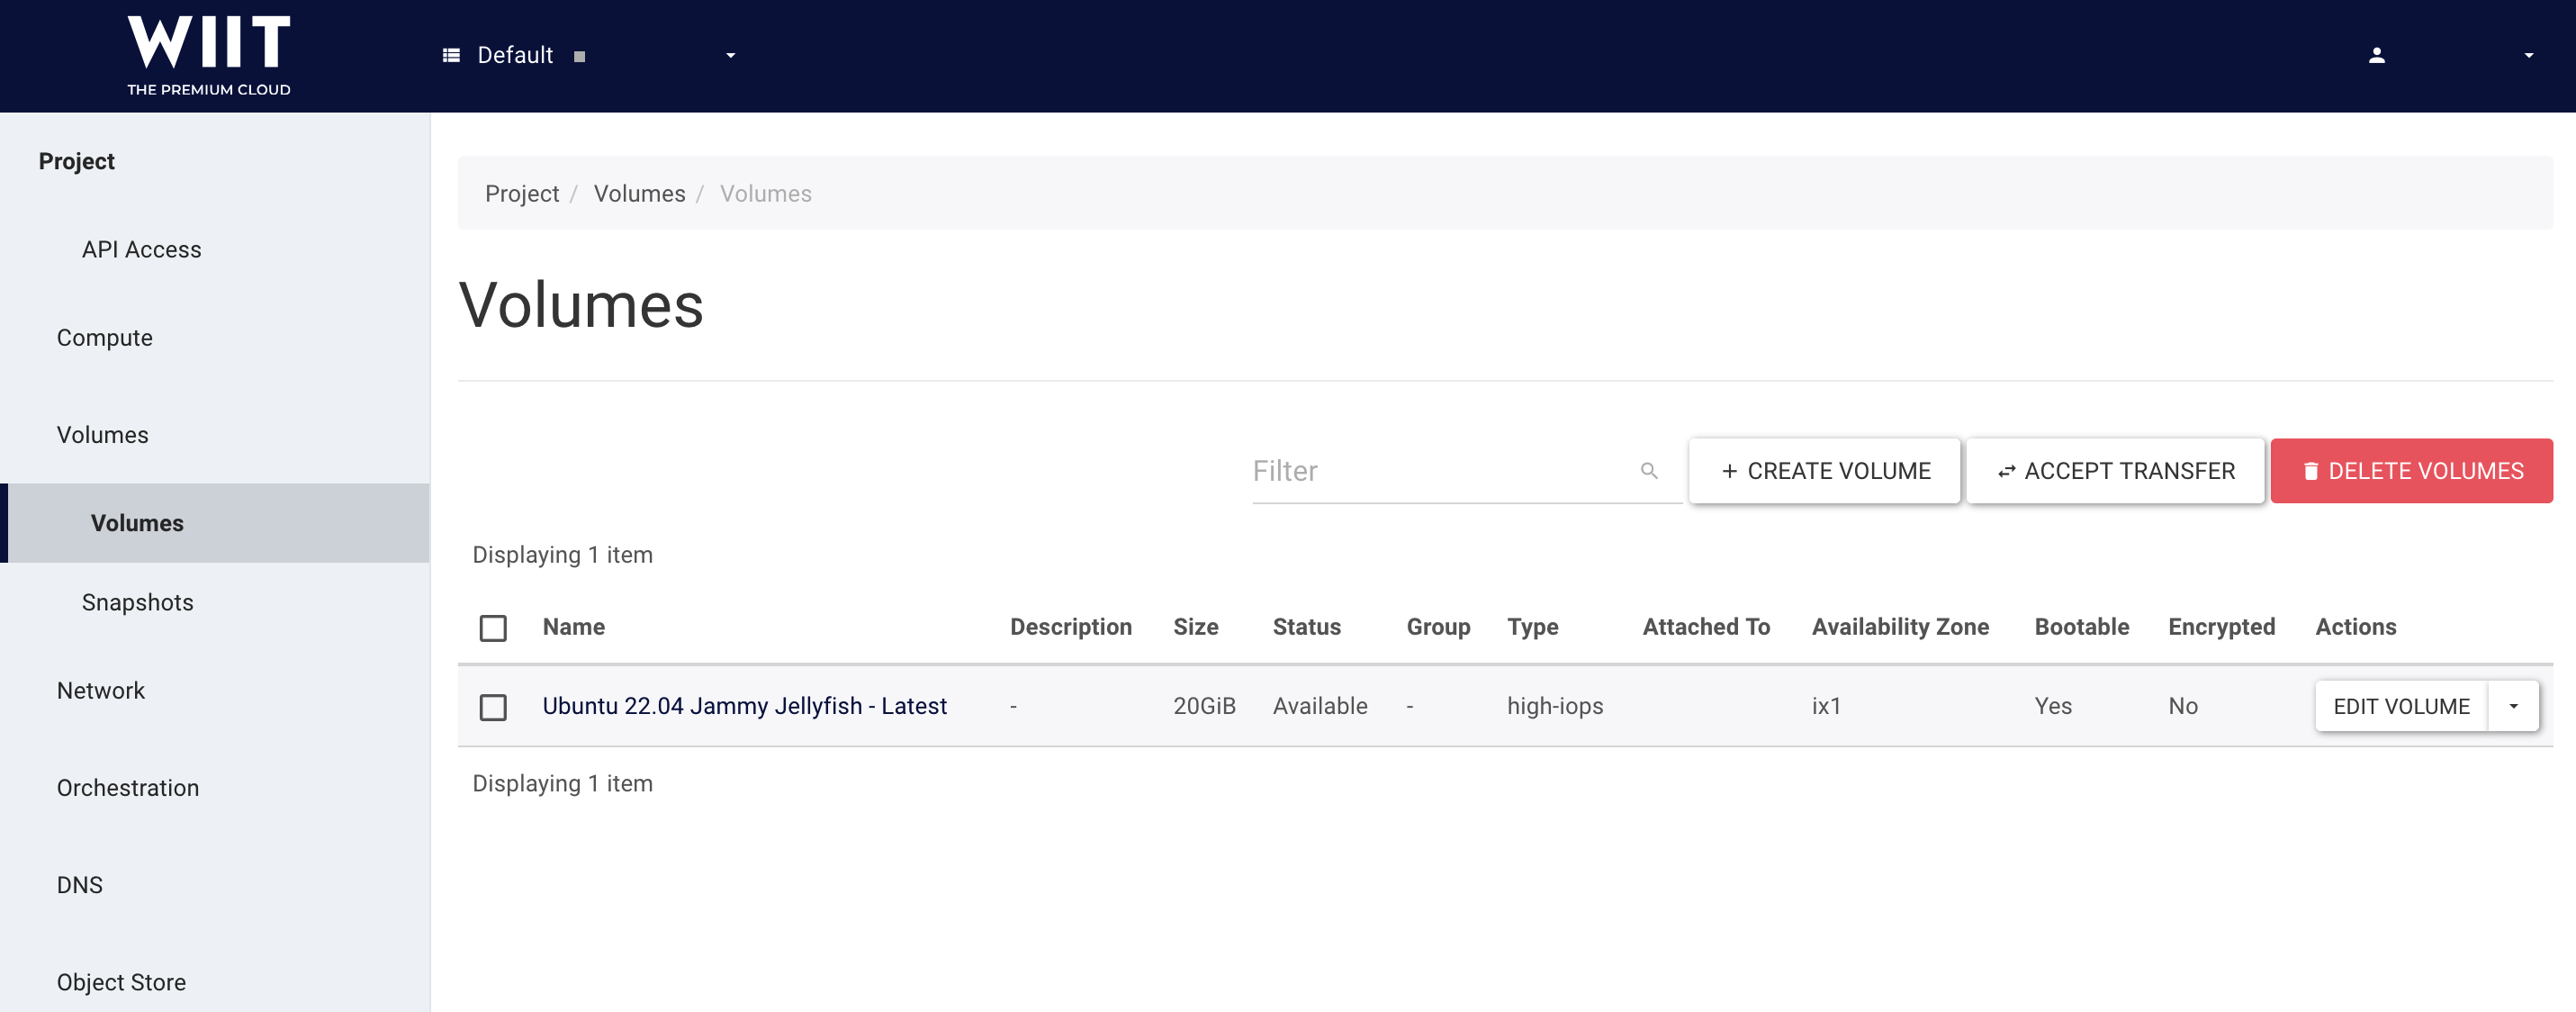 WIIT
THE PREMIUM CLOUD
Default
Project
API Access
Compute
Volumes
Volumes
Snapshots
Network
Orchestration
DNS
Object Store
Project / Volumes / Volumes
Volumes
Filter
CREATE VOLUME
ACCEPT TRANSFER
DELETE VOLUMES
Displaying 1 item
Name Description Size Status Group Type Attached To Availability Zone Bootable Encrypted Actions
Ubuntu 22.04 Jammy Jellyfish - Latest - 20GiB Available - high-iops ix1 Yes No EDIT VOLUME
Displaying 1 item